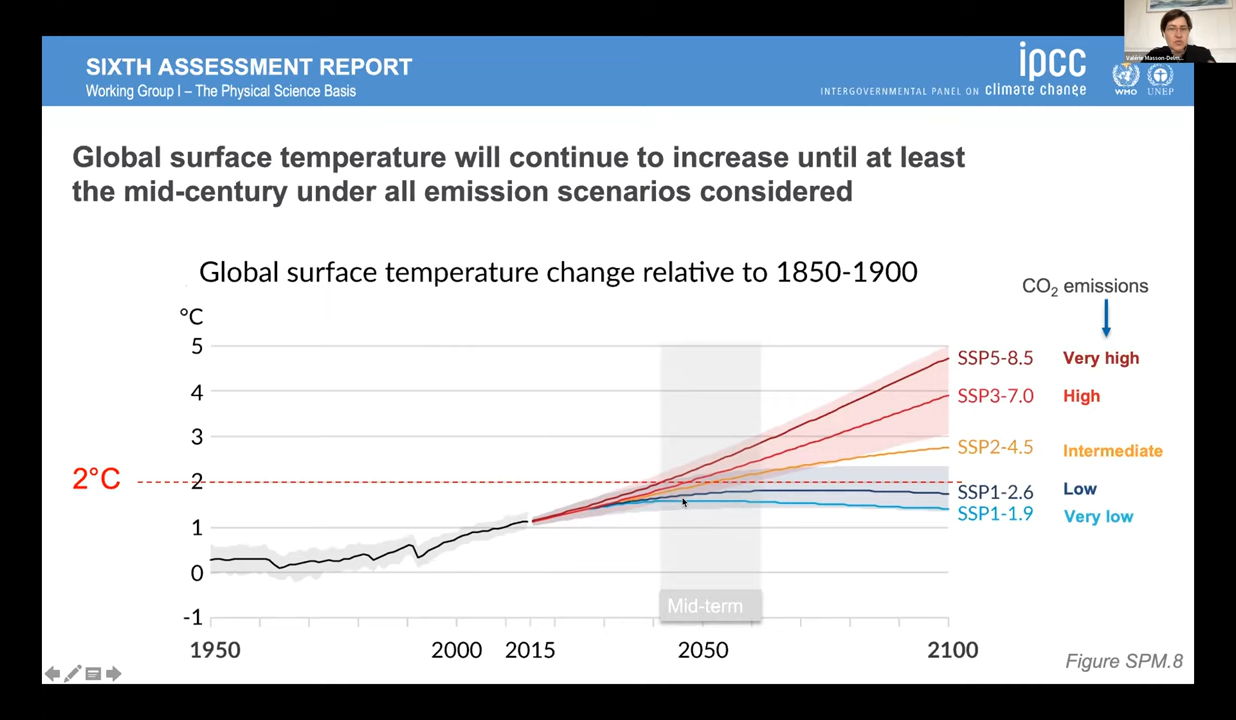 SIXTH ASSESSMENT REPORT
Working Group I – The Physical Science Basis
INTERGOVERNMENTAL PANEL ON climate change
ipcc
WMO
UNEP
Global surface temperature will continue to increase until at least
the mid-century under all emission scenarios considered
Global surface temperature change relative to 1850-1900
CO₂ emissions
°C
5
4
3
2
1
0
-1
2°C
SSP5-8.5 Very high
SSP3-7.0 High
SSP2-4.5 Intermediate
SSP1-2.6 Low
SSP1-1.9 Very low
Mid-term
1950 2000 2015 2050 2100
Figure SPM.8